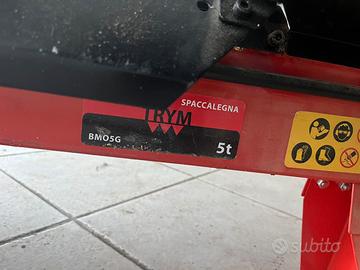 SPACCALEGNA
TRYM
BMO5G
5t
subito